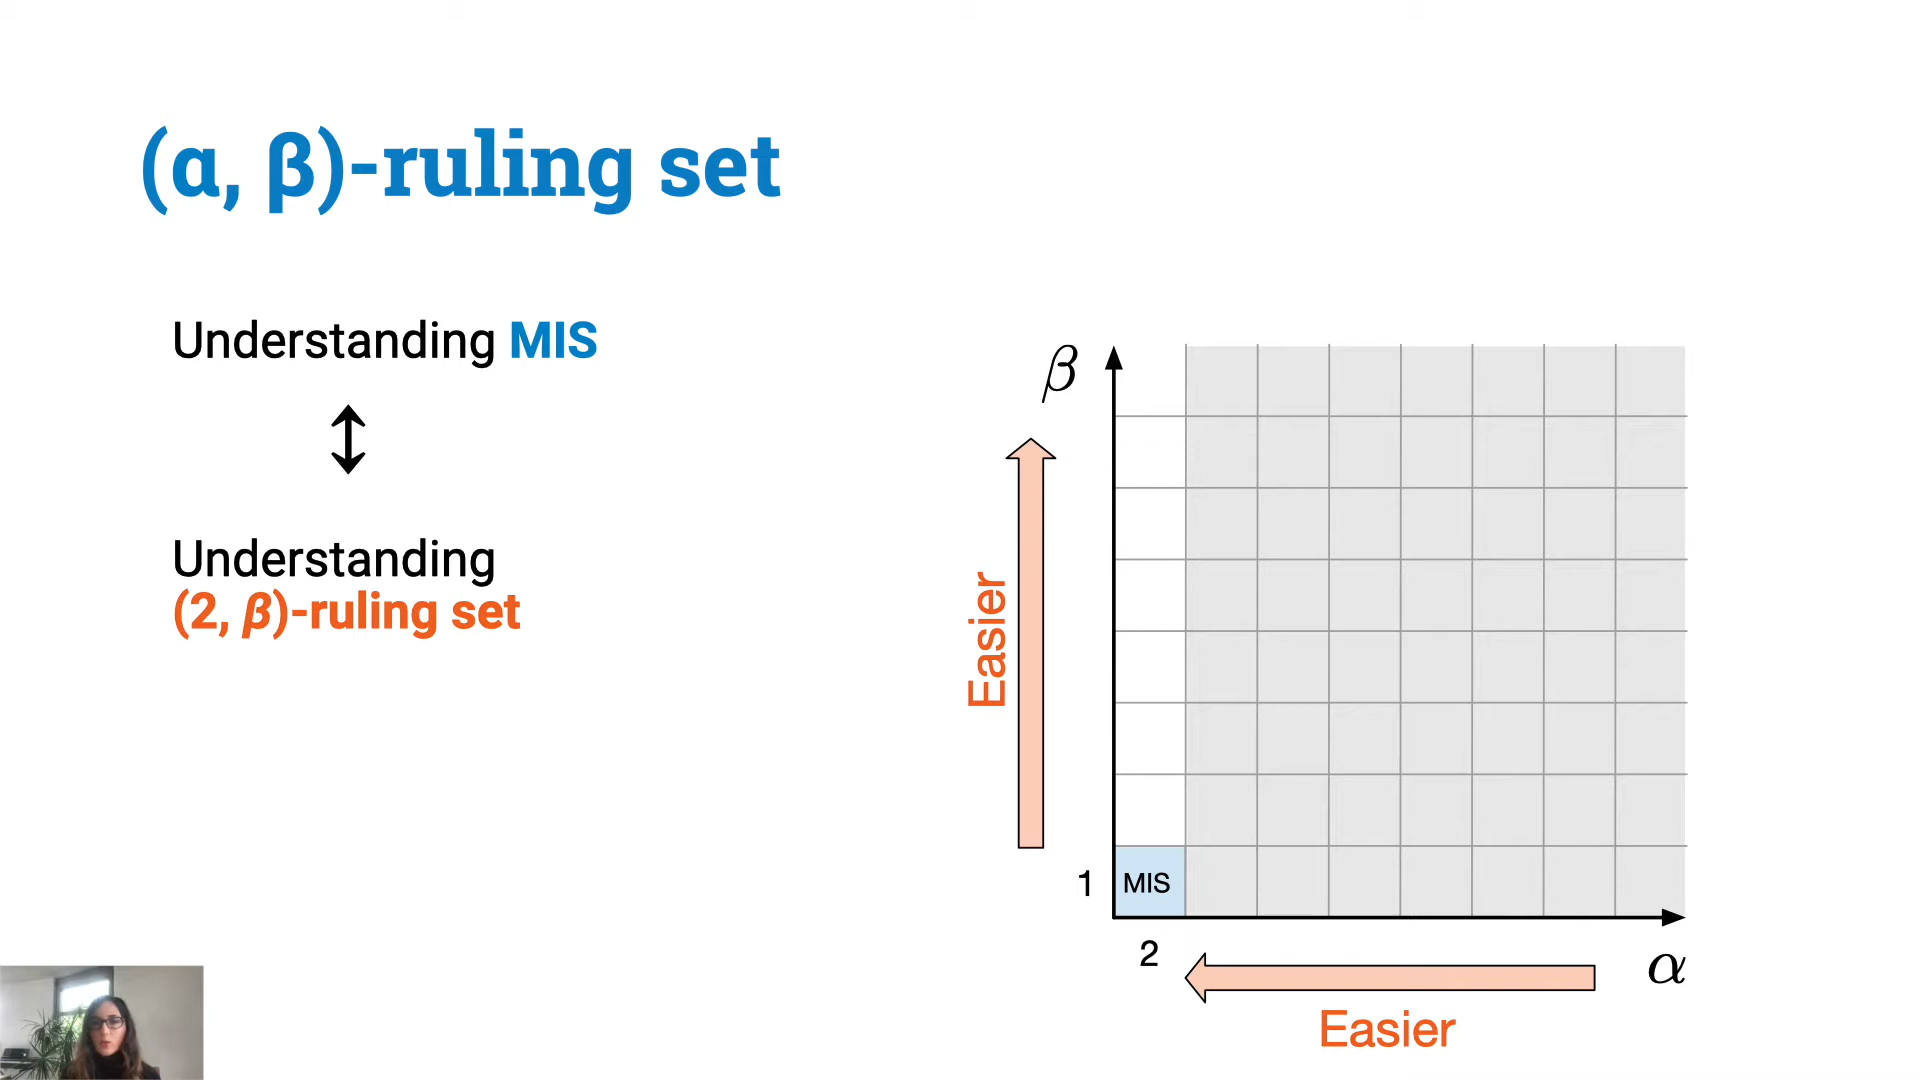 (α, β)-ruling set
Understanding MIS
Understanding
(2, β)-ruling set
β
Easier
1
MIS
2
α
Easier